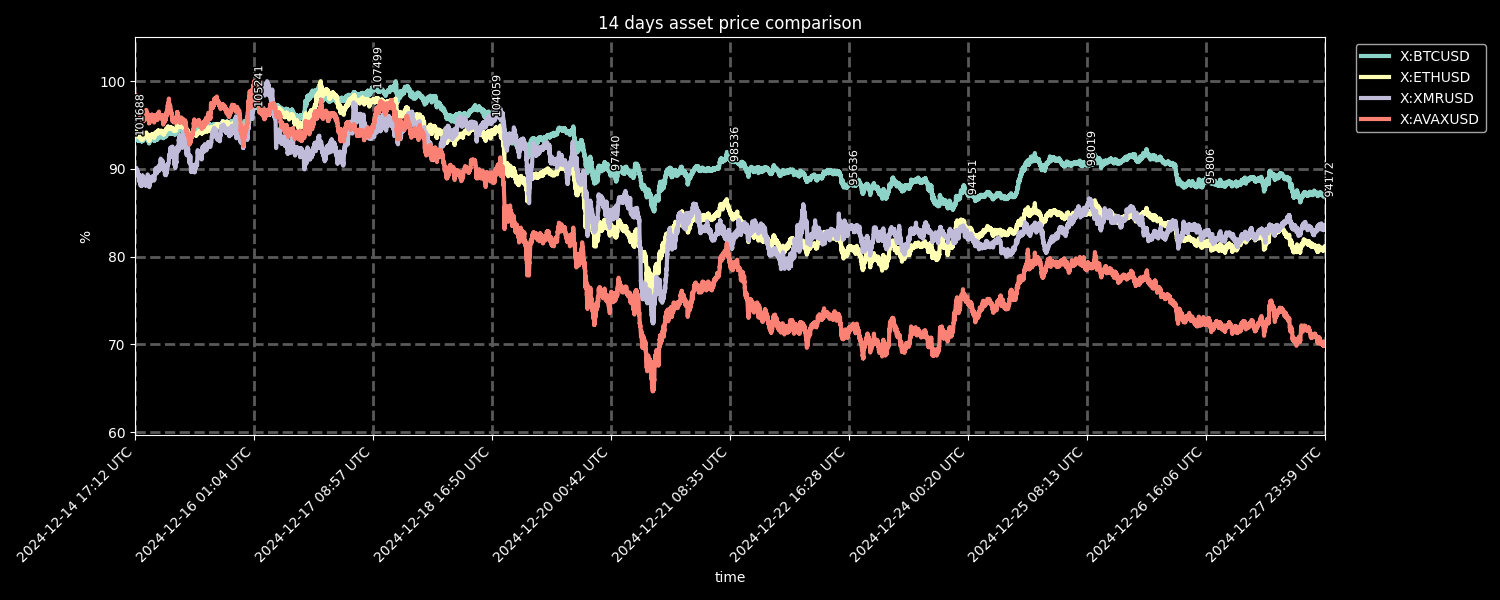 14 days asset price comparison
X:BTCUSD
X:ETHUSD
X:XMRUSD
X:AVAXUSD
100
90
80
70
60
%
101688
105241
107499
104059
97440
98536
95636
94451
98019
95806
94172
2024-12-14 17:12 UTC
2024-12-16 01:04 UTC
2024-12-17 08:57 UTC
2024-12-18 16:50 UTC
2024-12-20 00:42 UTC
2024-12-21 08:35 UTC
2024-12-22 16:28 UTC
2024-12-24 00:20 UTC
2024-12-25 08:13 UTC
2024-12-26 16:06 UTC
2024-12-27 23:59 UTC
time